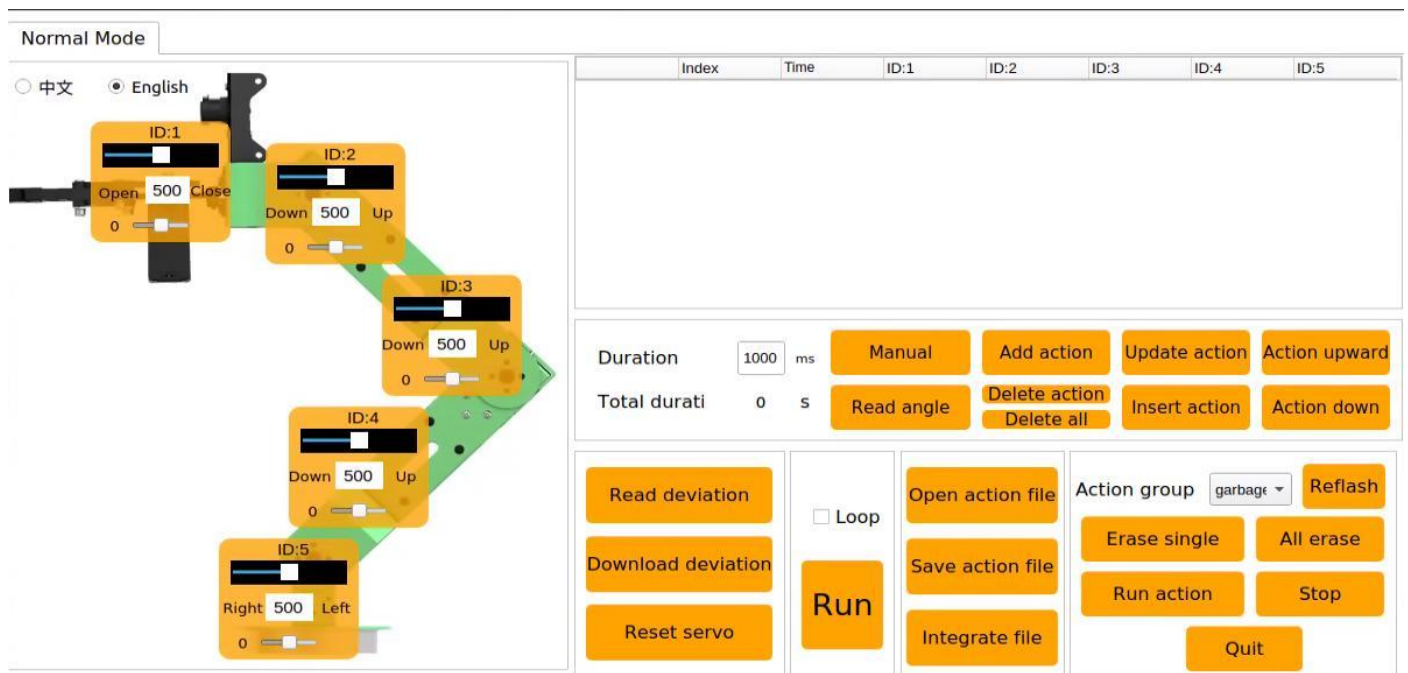 Normal Mode
中文
English
ID:1
Open 500 Close
0
ID:2
Down 500 Up
0
ID:3
Down 500 Up
0
ID:4
Down 500 Up
0
ID:5
Right 500 Left
0
Index Time ID:1 ID:2 ID:3 ID:4 ID:5
Duration 1000 ms
Total durati 0 s
Manual Add action Update action Action upward
Read angle Delete action Insert action Action down
Delete all
Read deviation
Download deviation
Reset servo
Loop
Run
Open action file
Save action file
Integrate file
Action group garbage Reflash
Erase single All erase
Run action Stop
Quit